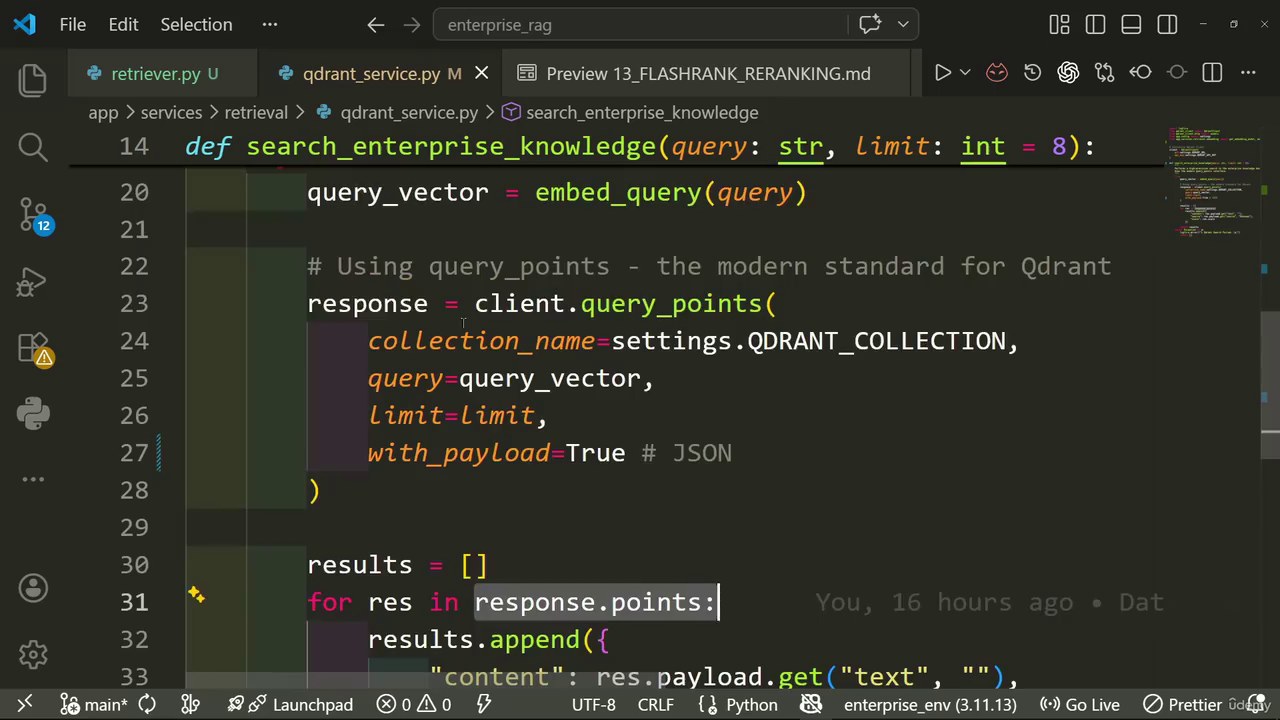 File Edit Selection ··· enterprise_rag
retriever.py U qdrant_service.py M Preview 13_FLASHRANK_RERANKING.md
app > services > retrieval > qdrant_service.py > search_enterprise_knowledge
14 def search_enterprise_knowledge(query: str, limit: int = 8):
20 query_vector = embed_query(query)
21
22 # Using query_points - the modern standard for Qdrant
23 response = client.query_points(
24 collection_name=settings.QDRANT_COLLECTION,
25 query=query_vector,
26 limit=limit,
27 with_payload=True # JSON
28 )
29
30 results = []
31 for res in response.points: You, 16 hours ago • Dat
32 results.append({
33 "content": res.payload.get("text", ""),
12
main* Launchpad 0 0 UTF-8 CRLF Python enterprise_env (3.11.13) Go Live Prettier
udemy